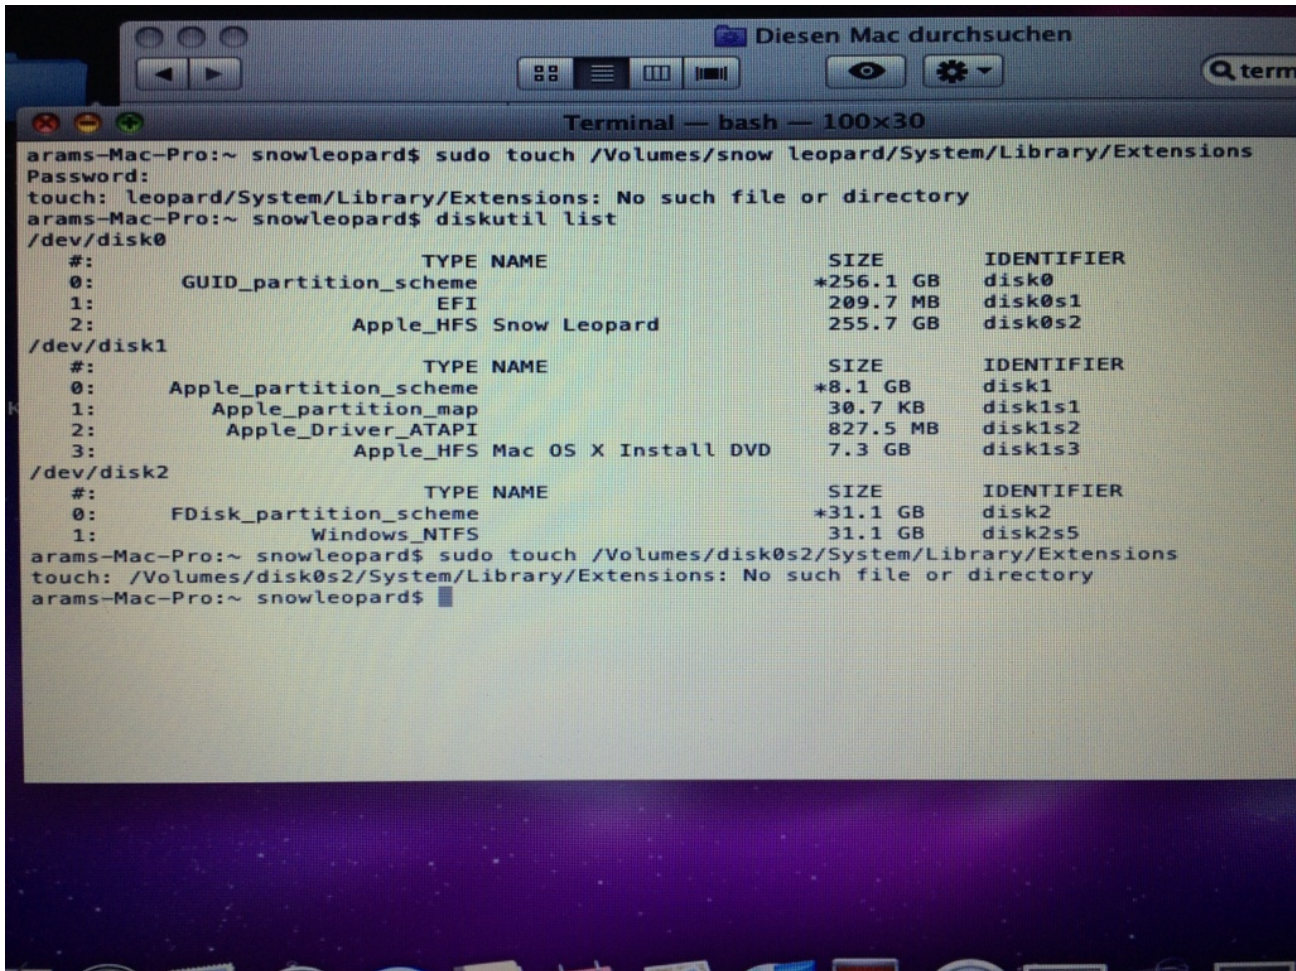 Diesen Mac durchsuchen
term
Terminal — bash — 100×30
arams-Mac-Pro:~ snowleopard$ sudo touch /Volumes/snow leopard/System/Library/Extensions
Password:
touch: leopard/System/Library/Extensions: No such file or directory
arams-Mac-Pro:~ snowleopard$ diskutil list
/dev/disk0
#: TYPE NAME SIZE IDENTIFIER
0: GUID_partition_scheme *256.1 GB disk0
1: EFI 209.7 MB disk0s1
2: Apple_HFS Snow Leopard 255.7 GB disk0s2
/dev/disk1
#: TYPE NAME SIZE IDENTIFIER
0: Apple_partition_scheme *8.1 GB disk1
1: Apple_partition_map 30.7 KB disk1s1
2: Apple_Driver_ATAPI 827.5 MB disk1s2
3: Apple_HFS Mac OS X Install DVD 7.3 GB disk1s3
/dev/disk2
#: TYPE NAME SIZE IDENTIFIER
0: FDisk_partition_scheme *31.1 GB disk2
1: Windows_NTFS 31.1 GB disk2s5
arams-Mac-Pro:~ snowleopard$ sudo touch /Volumes/disk0s2/System/Library/Extensions
touch: /Volumes/disk0s2/System/Library/Extensions: No such file or directory
arams-Mac-Pro:~ snowleopard$